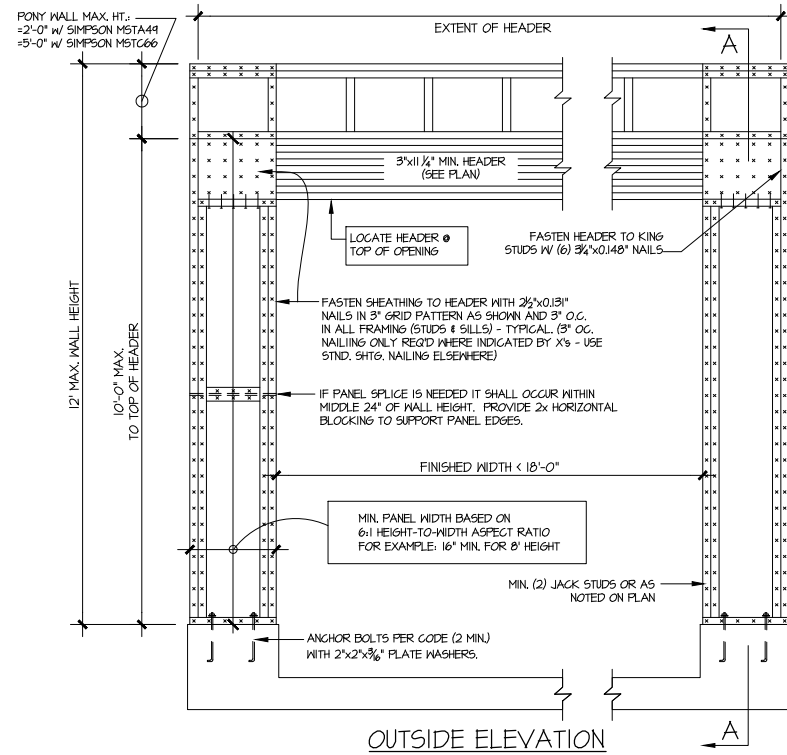 PONY WALL MAX. HT.:
=2'-0" W/ SIMPSON MSTA49
=5'-0" W/ SIMPSON MSTC66
EXTENT OF HEADER
A
3"x11 1/4" MIN. HEADER
(SEE PLAN)
LOCATE HEADER @
TOP OF OPENING
FASTEN HEADER TO KING
STUDS W/ (6) 3 1/4"x0.148" NAILS
FASTEN SHEATHING TO HEADER WITH 2 1/2"x0.131"
NAILS IN 3" GRID PATTERN AS SHOWN AND 3" O.C.
IN ALL FRAMING (STUDS & SILLS) - TYPICAL. (3" OC.
NAILIING ONLY REQ'D WHERE INDICATED BY X's - USE
STND. SHTG. NAILING ELSEWHERE)
12' MAX. WALL HEIGHT
10'-0" MAX.
TO TOP OF HEADER
IF PANEL SPLICE IS NEEDED IT SHALL OCCUR WITHIN
MIDDLE 24" OF WALL HEIGHT. PROVIDE 2x HORIZONTAL
BLOCKING TO SUPPORT PANEL EDGES.
FINISHED WIDTH < 18'-0"
MIN. PANEL WIDTH BASED ON
6:1 HEIGHT-TO-WIDTH ASPECT RATIO
FOR EXAMPLE: 16" MIN. FOR 8' HEIGHT
MIN. (2) JACK STUDS OR AS
NOTED ON PLAN
ANCHOR BOLTS PER CODE (2 MIN.)
WITH 2"x2"x3/16" PLATE WASHERS.
OUTSIDE ELEVATION
A